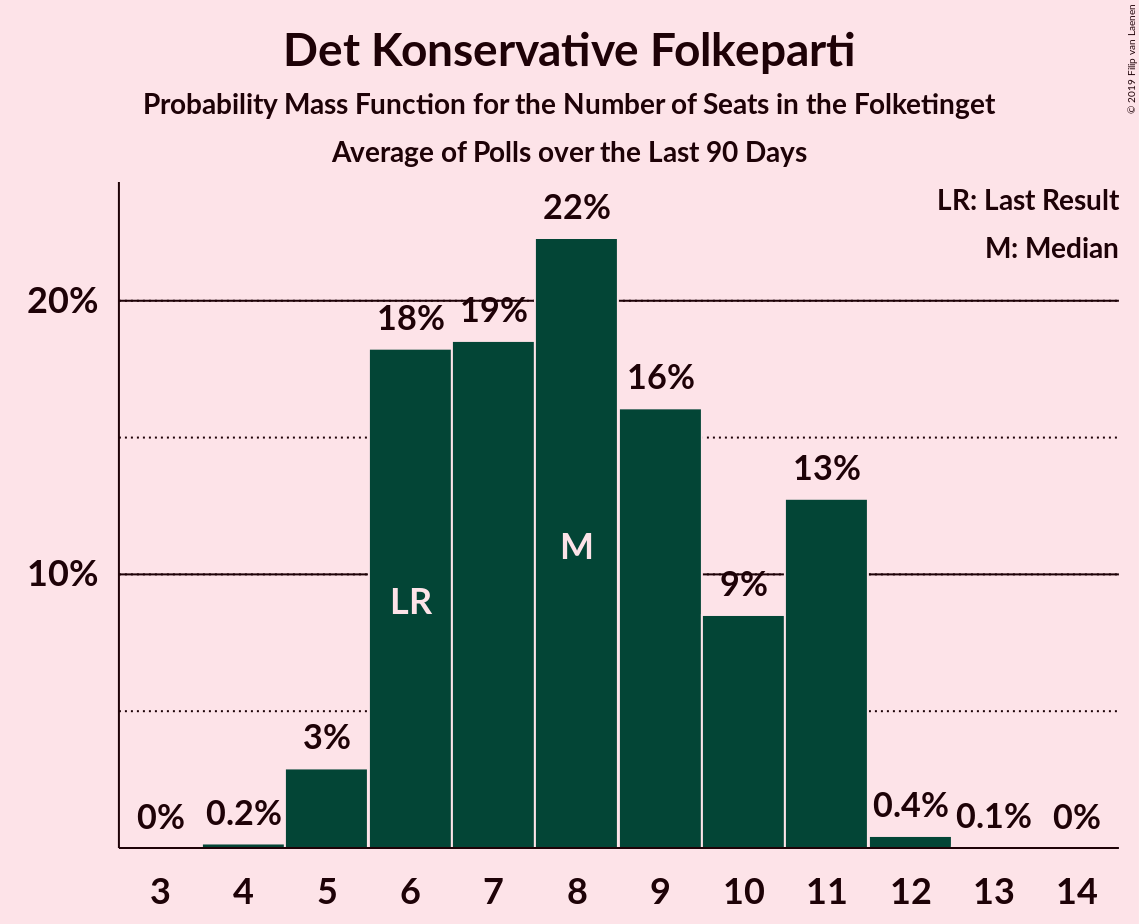 Det Konservative Folkeparti
Probability Mass Function for the Number of Seats in the Folketinget
Average of Polls over the Last 90 Days
© 2019 Filip van Laenen
LR: Last Result
M: Median
22%
20%
18%
19%
16%
13%
M
10%
9%
LR
3%
0%
0.2%
0.4%
0.1%
0%
3 4 5 6 7 8 9 10 11 12 13 14